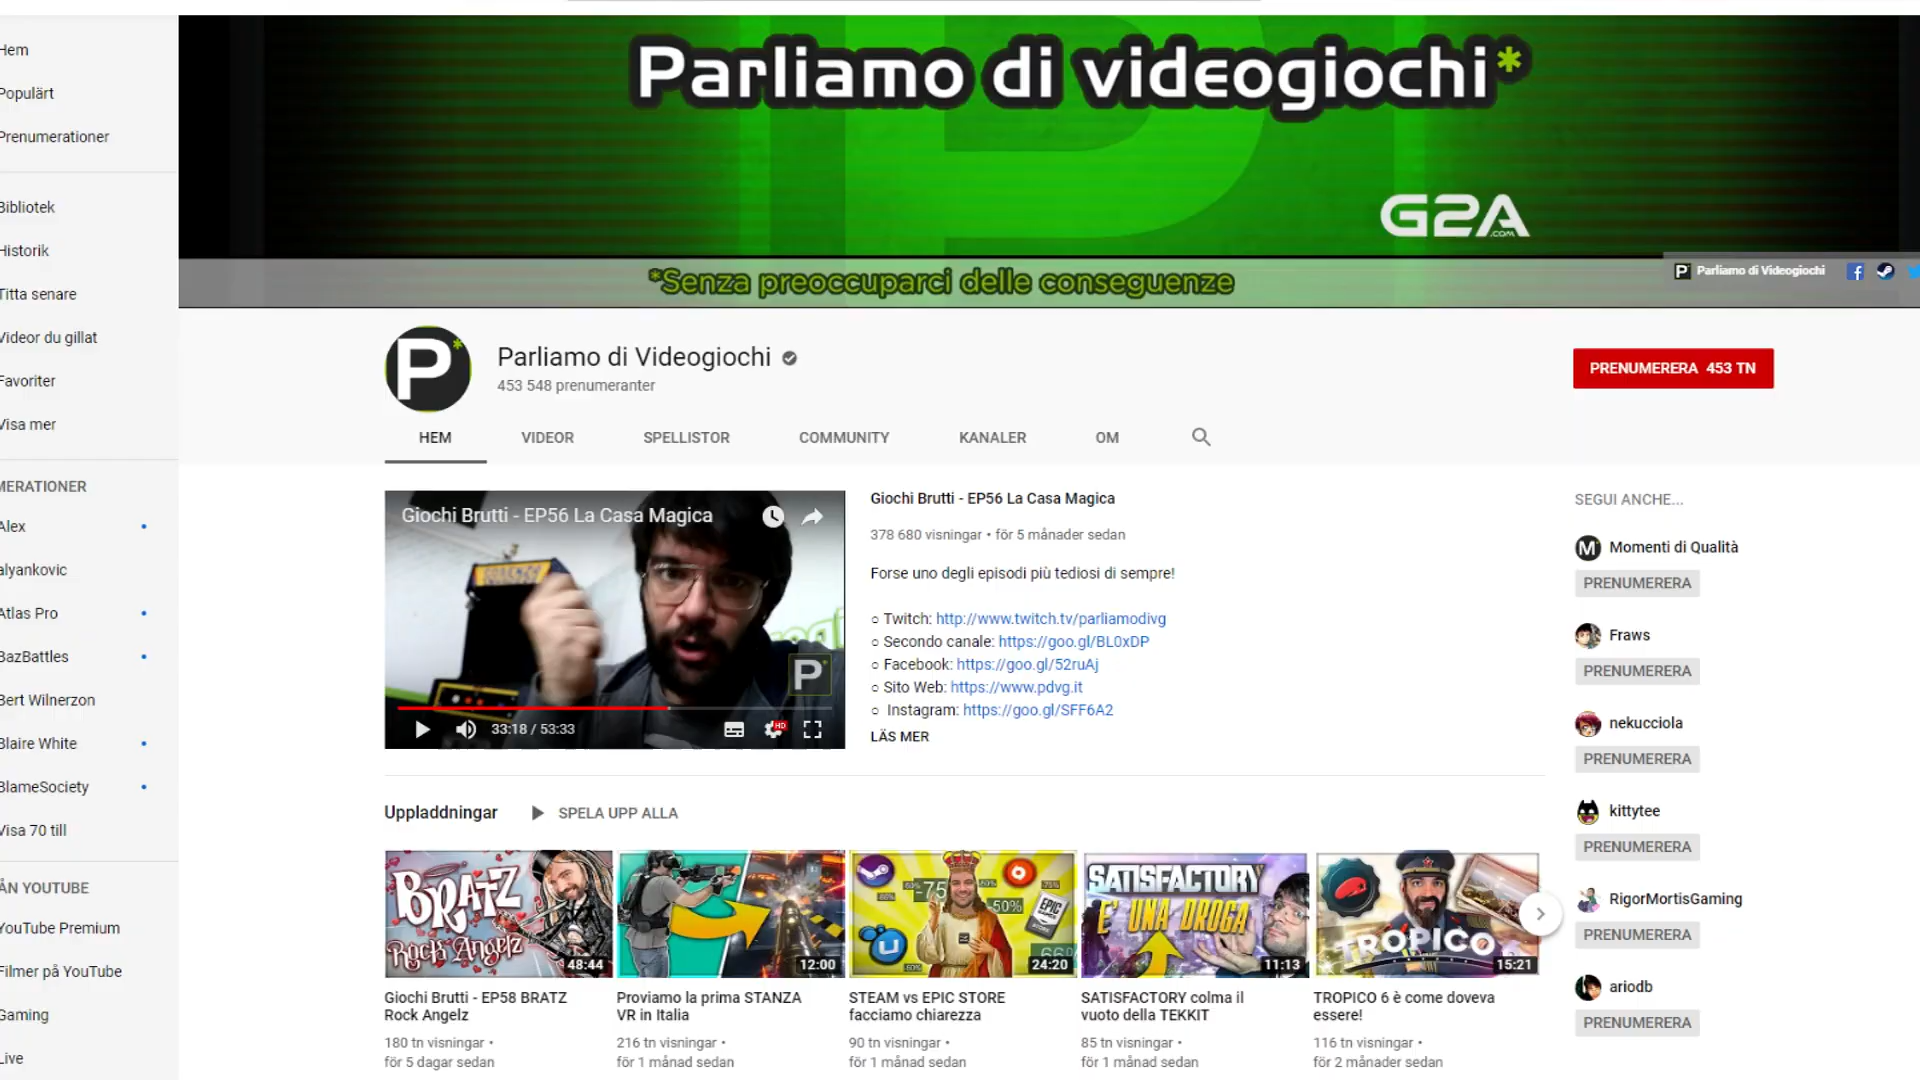 Parliamo di videogiochi*
G2A
.COM
*Senza preoccuparci delle conseguenze
P Parliamo di Videogiochi
Hem
Populärt
Prenumerationer
Bibliotek
Historik
Titta senare
Videor du gillat
Favoriter
Visa mer
MERATIONER
Alex
alyankovic
Atlas Pro
BazBattles
Bert Wilnerzon
Blaire White
BlameSociety
Visa 70 till
ÅN YOUTUBE
YouTube Premium
Filmer på YouTube
Gaming
Live
P*
Parliamo di Videogiochi
453 548 prenumeranter
PRENUMERERA 453 TN
HEM VIDEOR SPELLISTOR COMMUNITY KANALER OM
Giochi Brutti - EP56 La Casa Magica
P*
33:18 / 53:33
HD
Giochi Brutti - EP56 La Casa Magica
378 680 visningar • för 5 månader sedan
Forse uno degli episodi più tediosi di sempre!
○ Twitch: http://www.twitch.tv/parliamodivg
○ Secondo canale: https://goo.gl/BL0xDP
○ Facebook: https://goo.gl/52ruAj
○ Sito Web: https://www.pdvg.it
○ Instagram: https://goo.gl/SFF6A2
LÄS MER
Uppladdningar SPELA UPP ALLA
BRATZ
Rock Angelz
48:44
Giochi Brutti - EP58 BRATZ
Rock Angelz
180 tn visningar •
för 5 dagar sedan
12:00
Proviamo la prima STANZA
VR in Italia
216 tn visningar •
för 1 månad sedan
-75
-50%
EPIC
GAMES
24:20
STEAM vs EPIC STORE
facciamo chiarezza
90 tn visningar •
för 1 månad sedan
SATISFACTORY
E' UNA DROGA
11:13
SATISFACTORY colma il
vuoto della TEKKIT
85 tn visningar •
för 1 månad sedan
TROPICO 6
15:21
TROPICO 6 è come doveva
essere!
116 tn visningar •
för 2 månader sedan
SEGUI ANCHE...
M Momenti di Qualità
PRENUMERERA
Fraws
PRENUMERERA
nekucciola
PRENUMERERA
kittytee
PRENUMERERA
RigorMortisGaming
PRENUMERERA
ariodb
PRENUMERERA